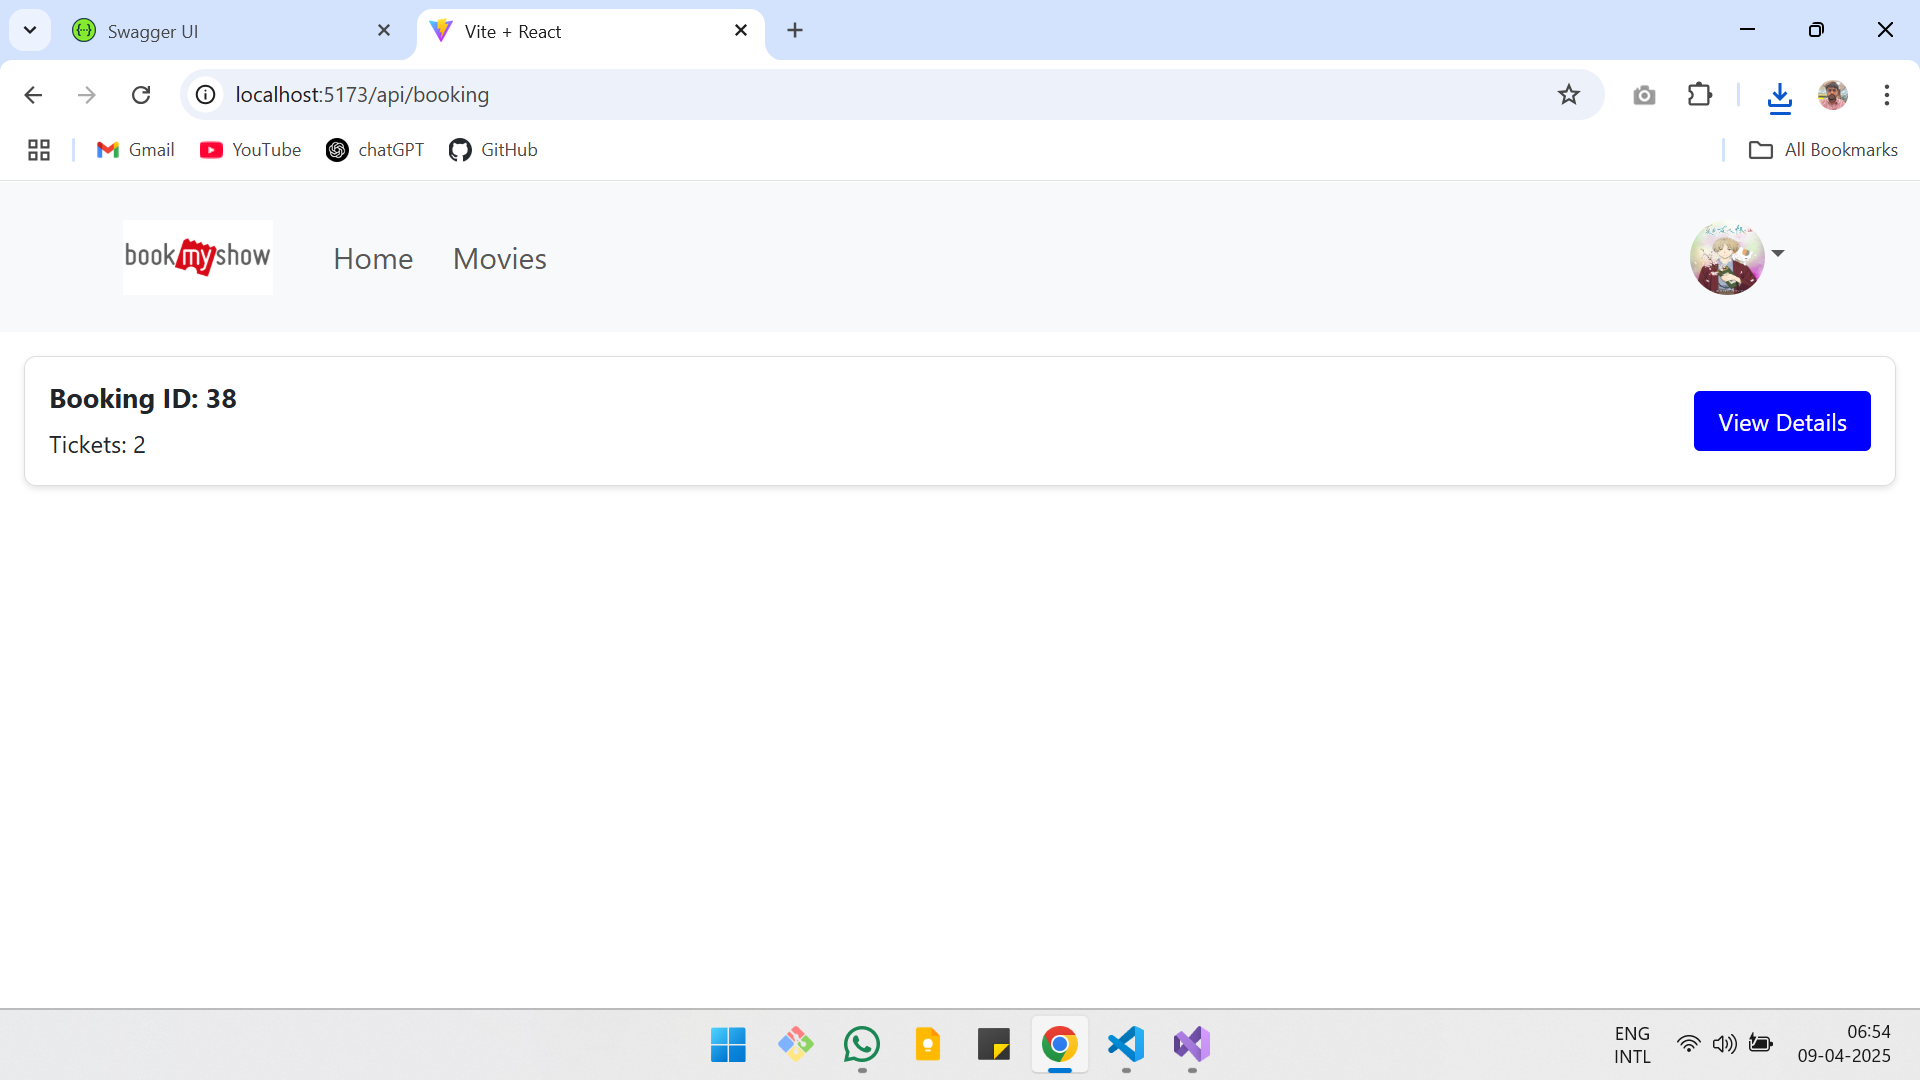 Swagger UI
Vite + React
localhost:5173/api/booking
Gmail
YouTube
chatGPT
GitHub
All Bookmarks
bookmyshow
Home
Movies
Booking ID: 38
Tickets: 2
View Details
ENG
INTL
06:54
09-04-2025